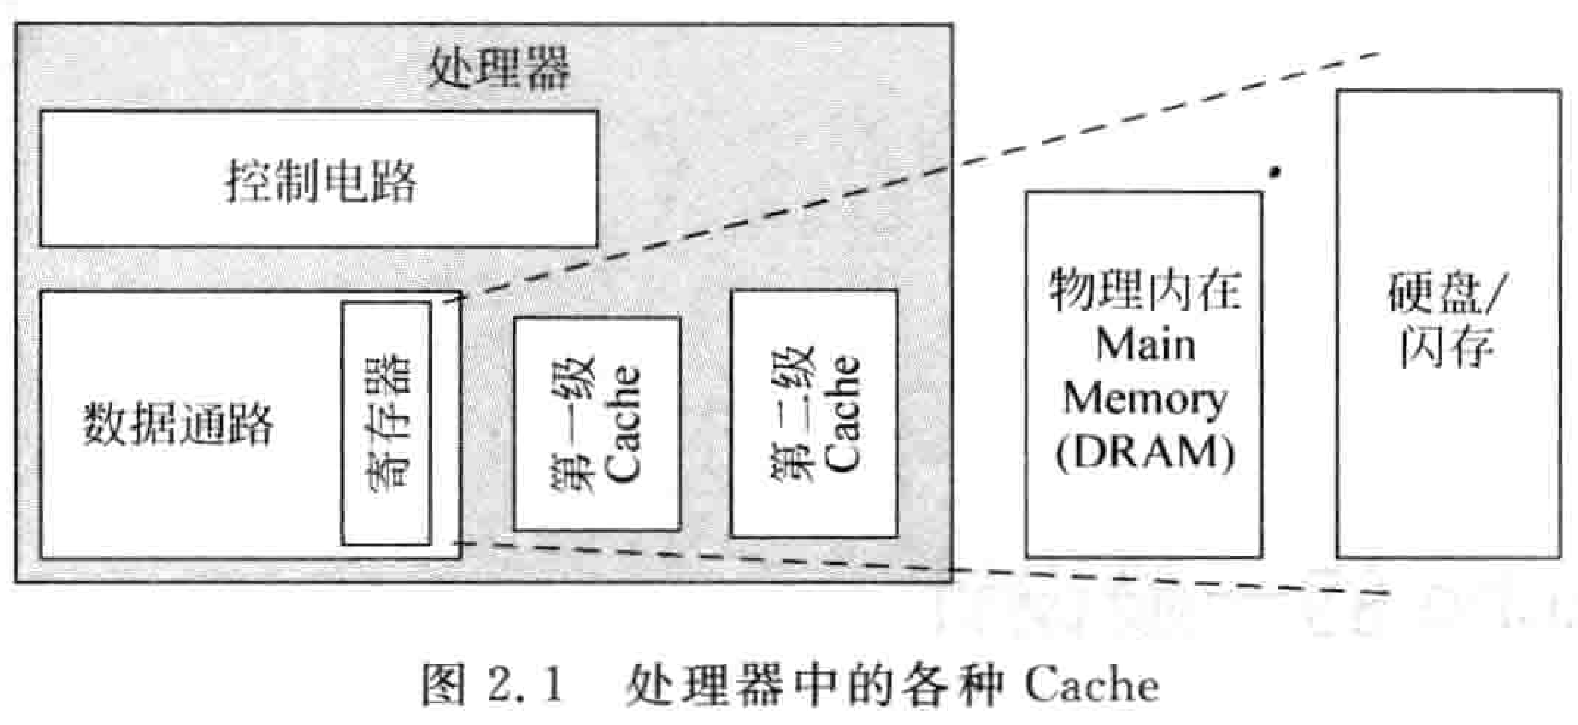 处理器
控制电路
数据通路
寄存器
第一级
Cache
第二级
Cache
物理内在
Main
Memory
(DRAM)
硬盘/
闪存
图 2.1 处理器中的各种 Cache